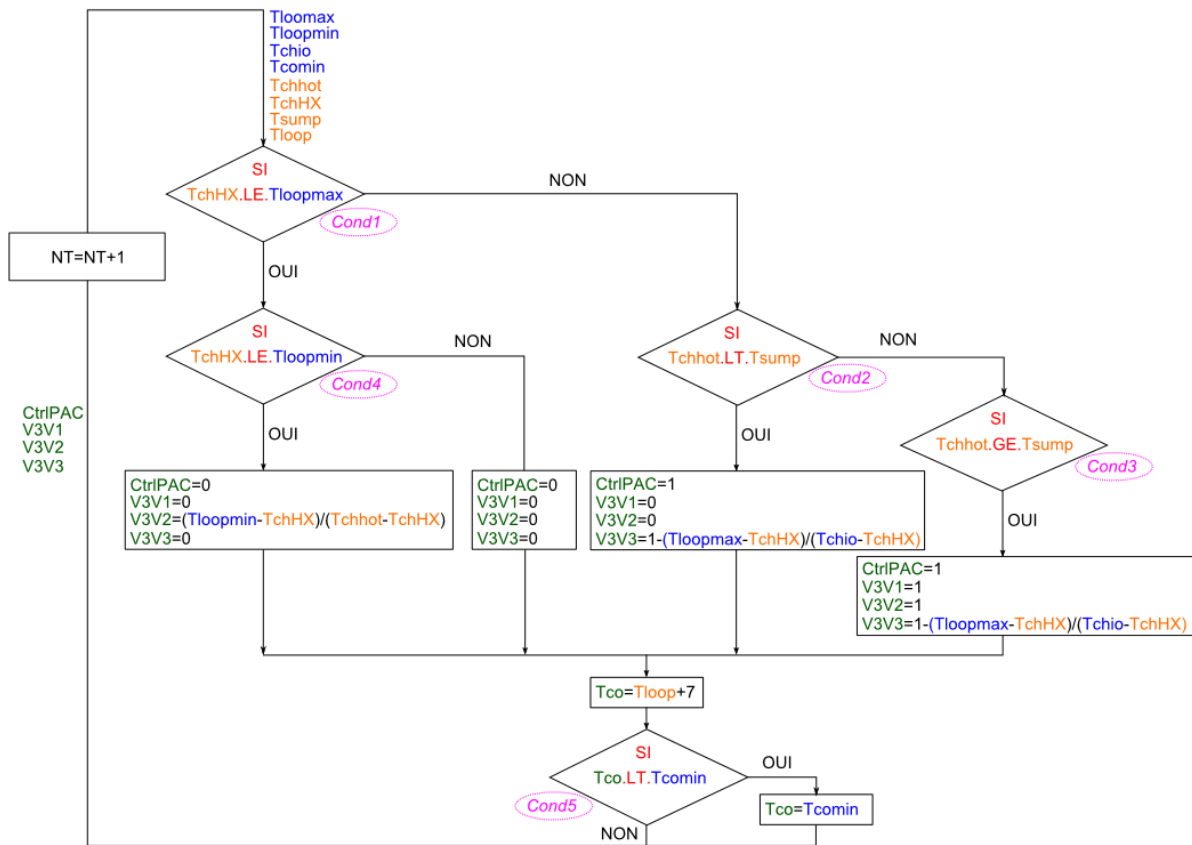 Tloomax
Tloopmin
Tchio
Tcomin
Tchhot
TchHX
Tsump
Tloop
SI
TchHX.LE.Tloopmax
Cond1
NON
OUI
NT=NT+1
SI
TchHX.LE.Tloopmin
Cond4
NON
OUI
SI
Tchhot.LT.Tsump
Cond2
NON
OUI
SI
Tchhot.GE.Tsump
Cond3
OUI
CtrlPAC
V3V1
V3V2
V3V3
CtrlPAC=0
V3V1=0
V3V2=(Tloopmin-TchHX)/(Tchhot-TchHX)
V3V3=0
CtrlPAC=0
V3V1=0
V3V2=0
V3V3=0
CtrlPAC=1
V3V1=0
V3V2=0
V3V3=1-(Tloopmax-TchHX)/(Tchio-TchHX)
CtrlPAC=1
V3V1=1
V3V2=1
V3V3=1-(Tloopmax-TchHX)/(Tchio-TchHX)
Tco=Tloop+7
SI
Tco.LT.Tcomin
Cond5
OUI
Tco=Tcomin
NON